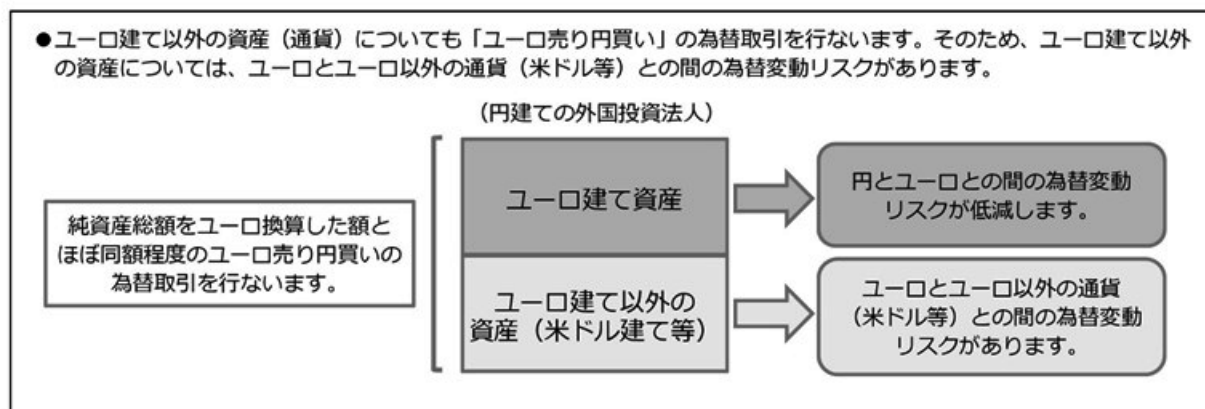 ●ユーロ建て以外の資産（通貨）についても「ユーロ売り円買い」の為替取引を行ないます。そのため、ユーロ建て以外
の資産については、ユーロとユーロ以外の通貨（米ドル等）との間の為替変動リスクがあります。
（円建ての外国投資法人）
純資産総額をユーロ換算した額と
ほぼ同額程度のユーロ売り円買いの
為替取引を行ないます。
ユーロ建て資産
円とユーロとの間の為替変動
リスクが低減します。
ユーロ建て以外の
資産（米ドル建て等）
ユーロとユーロ以外の通貨
（米ドル等）との間の為替変動
リスクがあります。